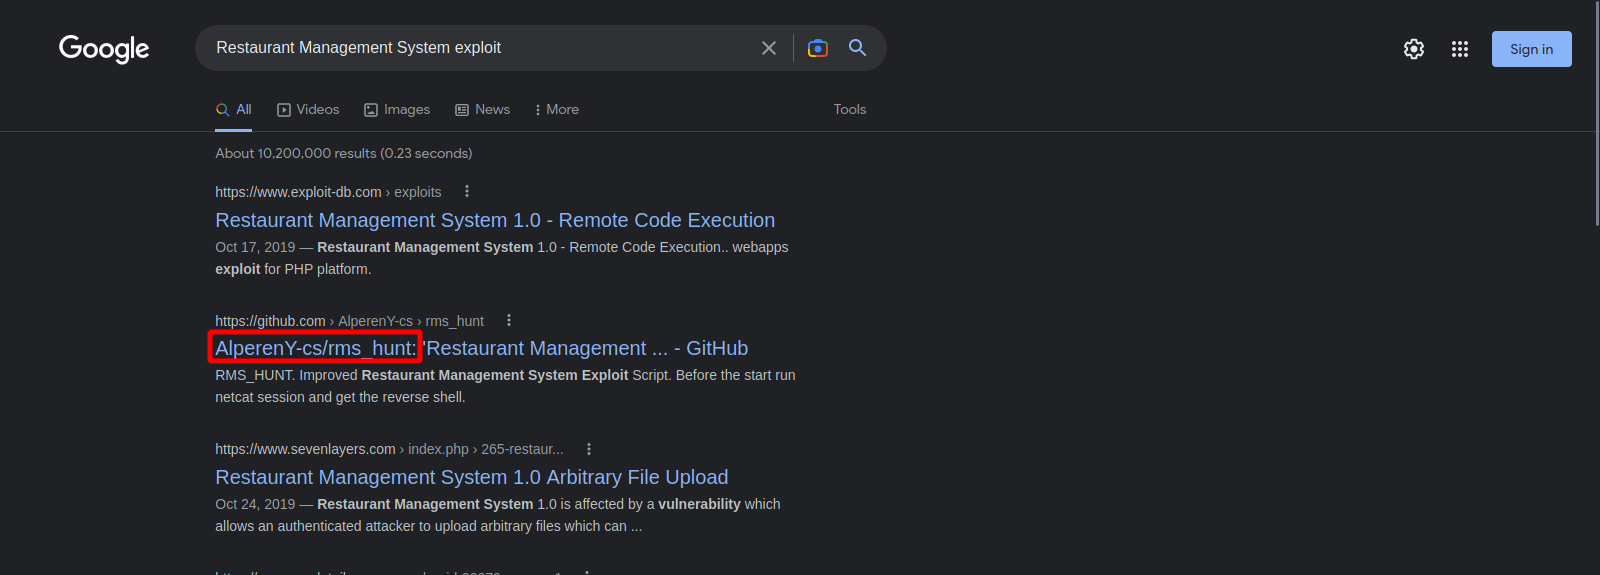 Google
Restaurant Management System exploit
Sign in
All Videos Images News More Tools
About 10,200,000 results (0.23 seconds)
https://www.exploit-db.com › exploits
Restaurant Management System 1.0 - Remote Code Execution
Oct 17, 2019 — Restaurant Management System 1.0 - Remote Code Execution.. webapps
exploit for PHP platform.
https://github.com › AlperenY-cs › rms_hunt
AlperenY-cs/rms_hunt: 'Restaurant Management ... - GitHub
RMS_HUNT. Improved Restaurant Management System Exploit Script. Before the start run
netcat session and get the reverse shell.
https://www.sevenlayers.com › index.php › 265-restaur...
Restaurant Management System 1.0 Arbitrary File Upload
Oct 24, 2019 — Restaurant Management System 1.0 is affected by a vulnerability which
allows an authenticated attacker to upload arbitrary files which can ...